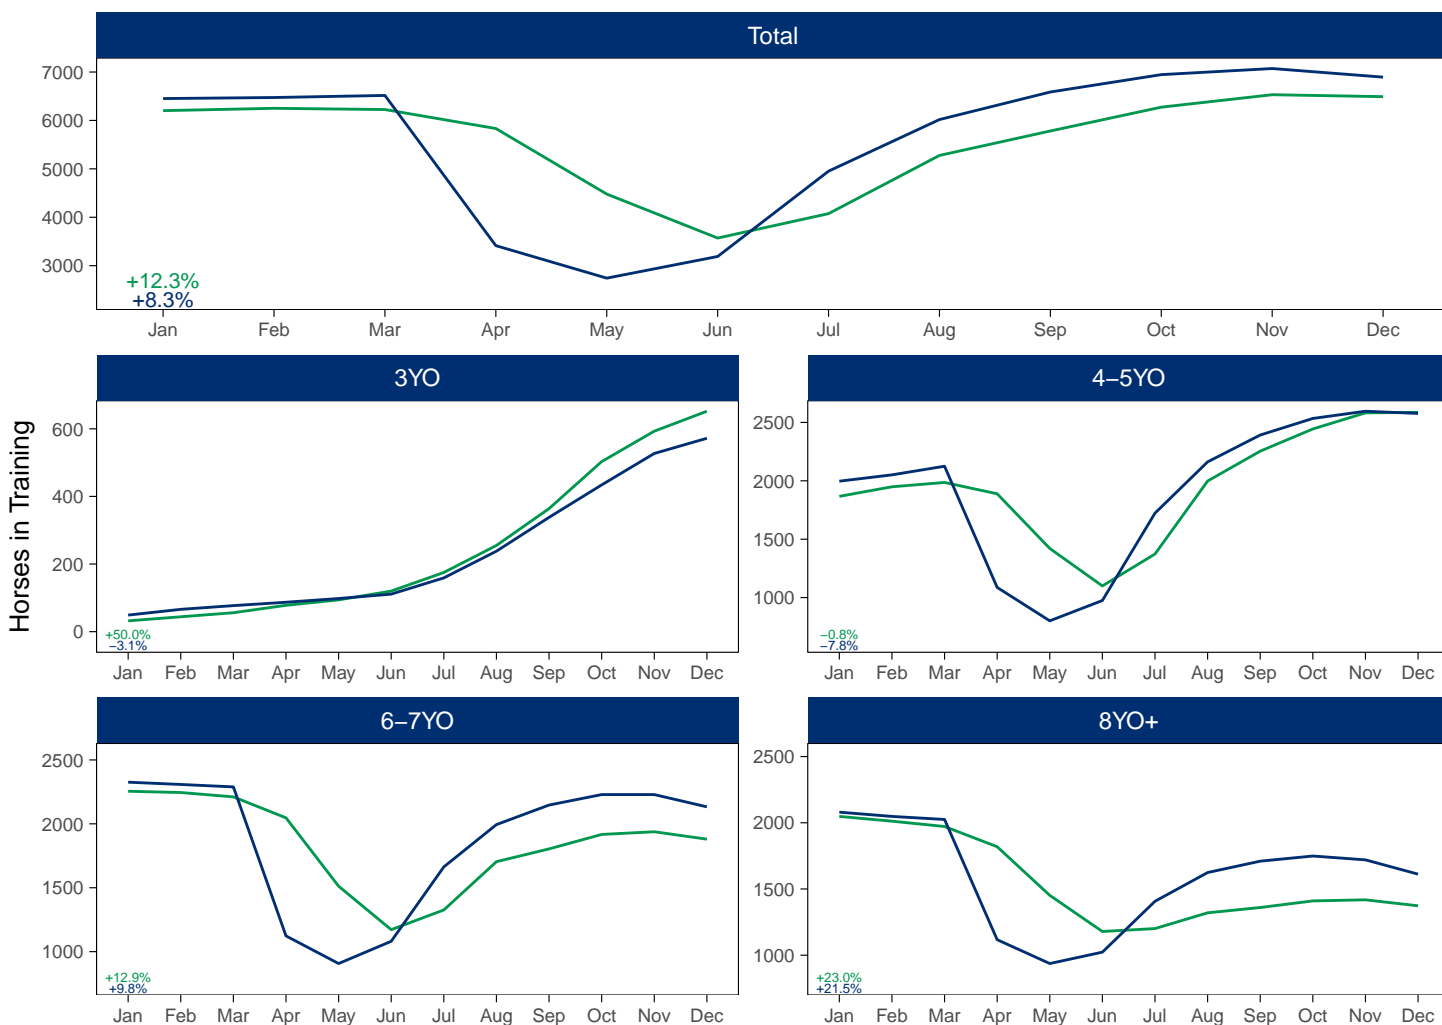 Total
7000
6000
5000
4000
3000
+12.3%
+8.3%
Jan Feb Mar Apr May Jun Jul Aug Sep Oct Nov Dec
Horses in Training
3YO
600
400
200
0
+50.0%
−3.1%
Jan Feb Mar Apr May Jun Jul Aug Sep Oct Nov Dec
4−5YO
2500
2000
1500
1000
−0.8%
−7.8%
Jan Feb Mar Apr May Jun Jul Aug Sep Oct Nov Dec
6−7YO
2500
2000
1500
1000
+12.9%
+9.8%
Jan Feb Mar Apr May Jun Jul Aug Sep Oct Nov Dec
8YO+
2500
2000
1500
1000
+23.0%
+21.5%
Jan Feb Mar Apr May Jun Jul Aug Sep Oct Nov Dec